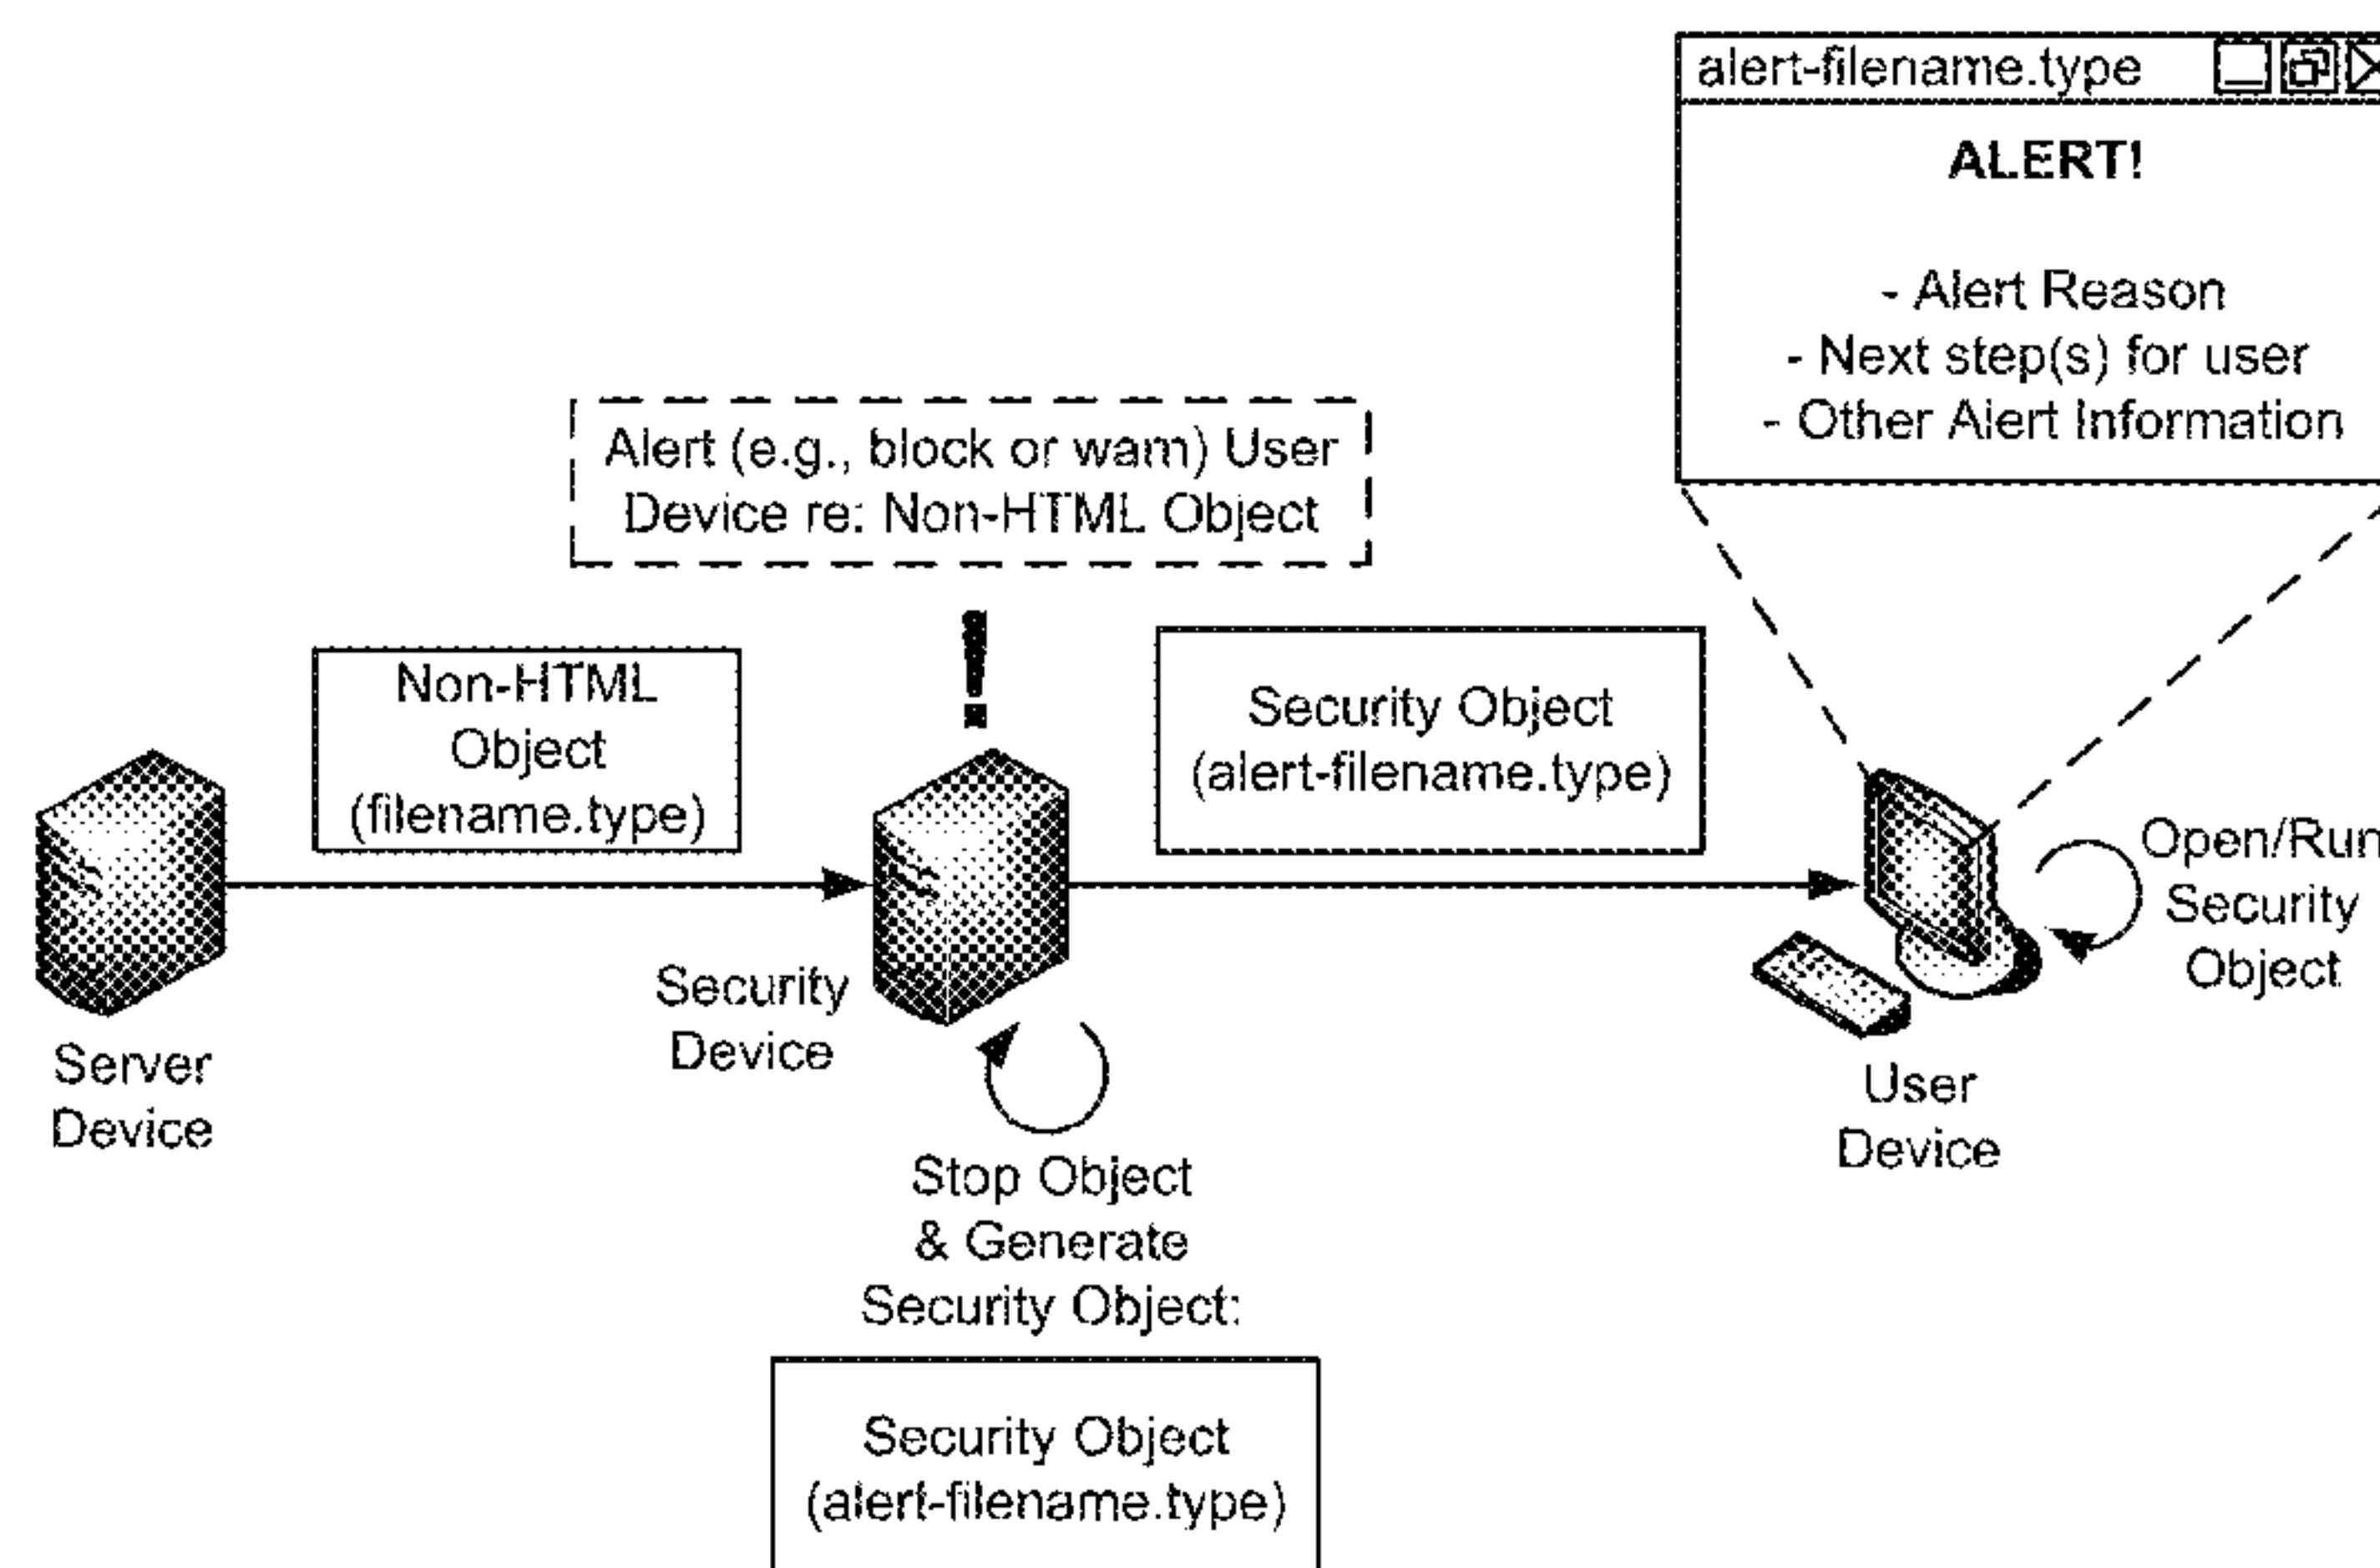 alert-filename.type
ALERT!
- Alert Reason
- Next step(s) for user
- Other Alert Information
Alert (e.g., block or warn) User
Device re: Non-HTML Object
Non-HTML
Object
(filename.type)
Security Object
(alert-filename.type)
Open/Run
Security
Object
Security
Device
Server
Device
User
Device
Stop Object
& Generate
Security Object:
Security Object
(alert-filename.type)